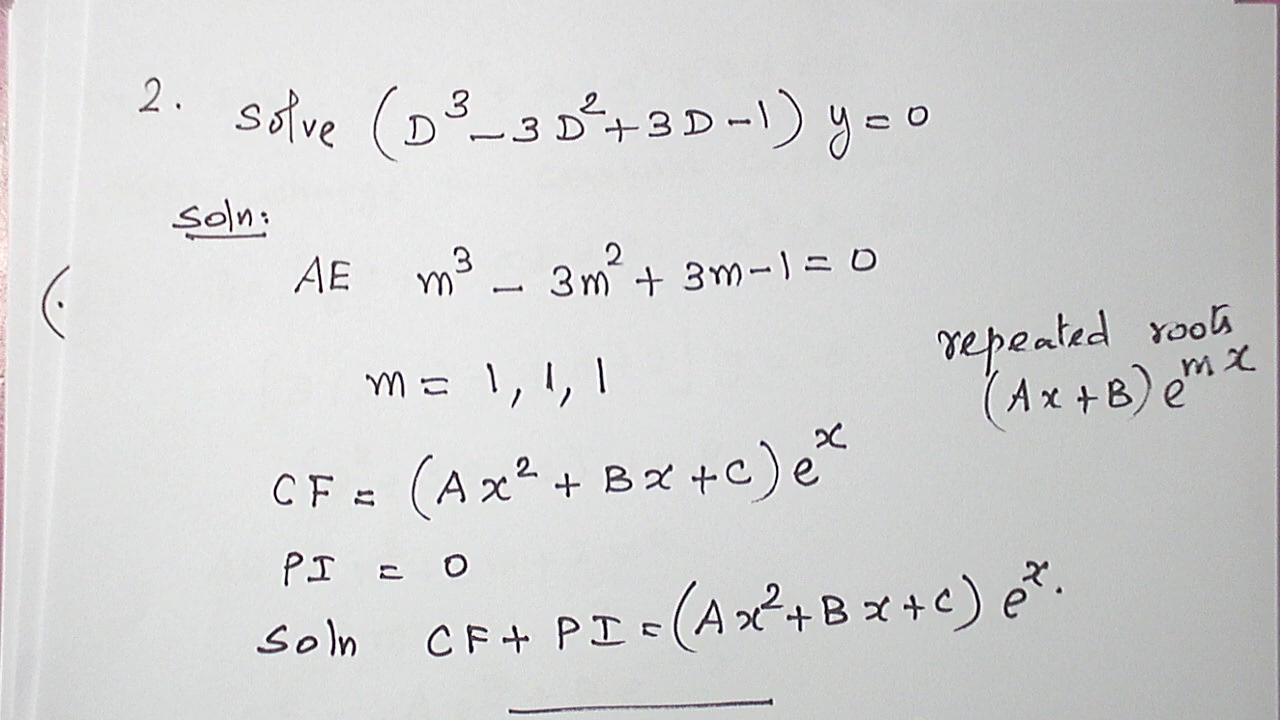 2. Solve (D³ - 3D² + 3D - 1) y = 0
Soln:
AE m³ - 3m² + 3m - 1 = 0
m = 1, 1, 1
repeated roots
(Ax + B) e^{mx}
CF = (Ax² + Bx + C) e^x
PI = 0
Soln CF + PI = (Ax² + Bx + C) e^x.